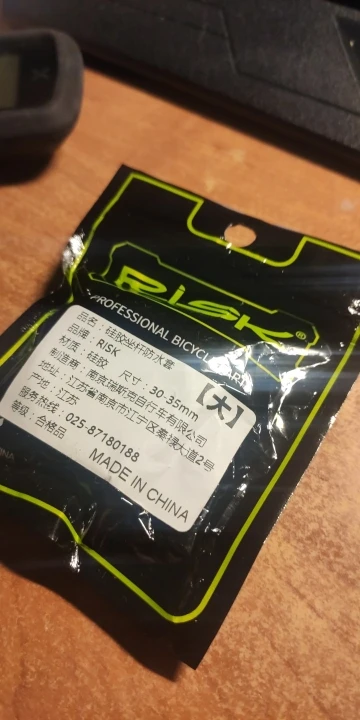 RISK®
PROFESSIONAL BICYCLE PART
品名：硅胶坐杆防水套
品牌：RISK
材质：硅胶 尺寸：30-35mm 【大】
制造商：南京瑞斯克自行车有限公司
地址：江苏省南京市江宁区秦禄大道2号
产地：江苏
服务热线：025-87180188
等级：合格品
MADE IN CHINA